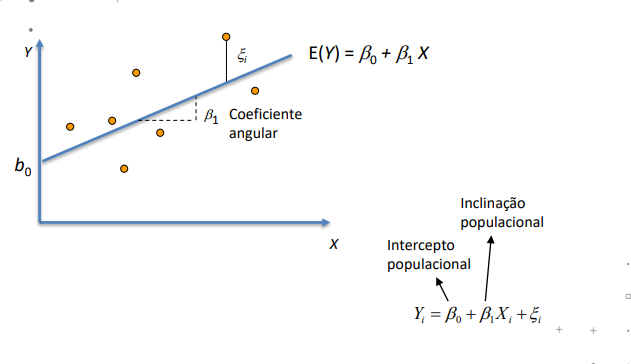 Y
ξᵢ
E(Y) = β₀ + β₁ X
β₁ Coeficiente
angular
b₀
X
Inclinação
populacional
Intercepto
populacional
Yᵢ = β₀ + β₁Xᵢ + ξᵢ